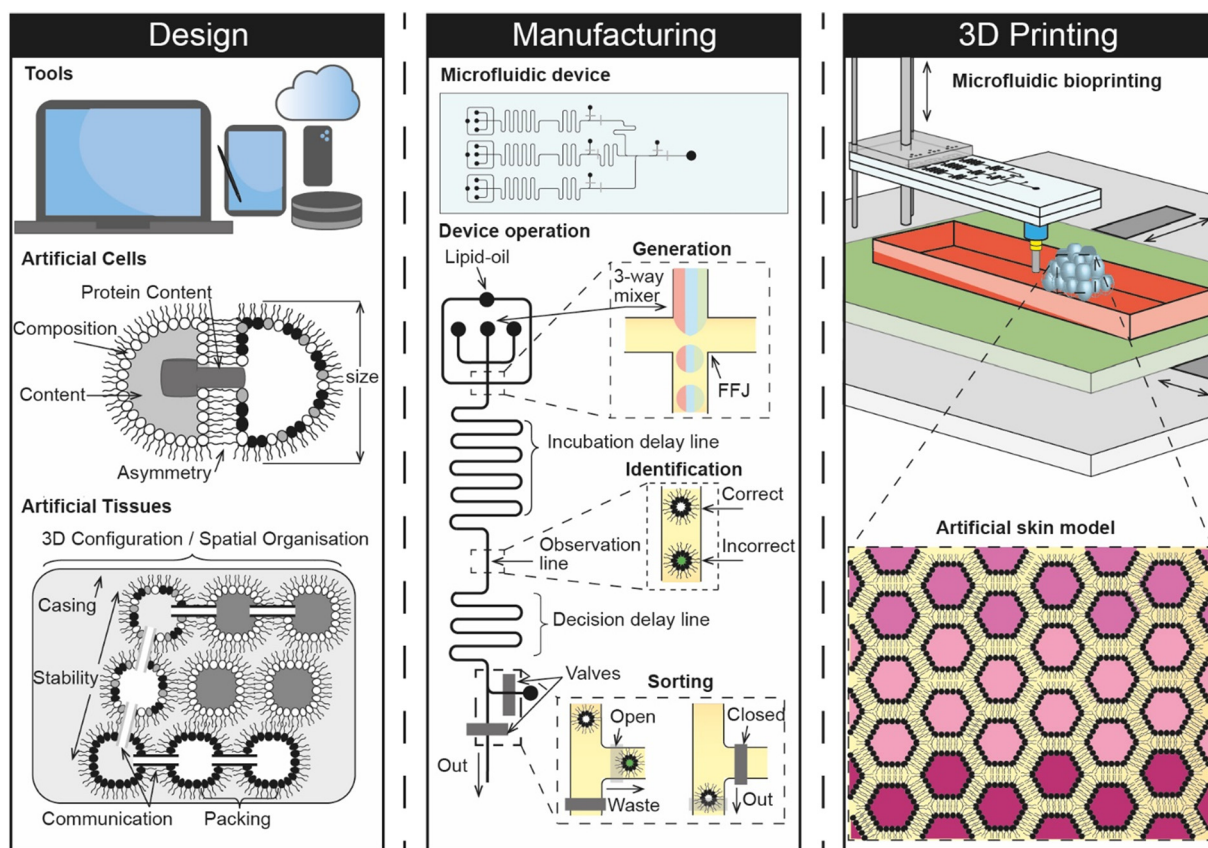 Design
Tools
Artificial Cells
Protein Content
Composition
size
Content
Asymmetry
Artificial Tissues
3D Configuration / Spatial Organisation
Casing
Stability
Communication
Packing
Manufacturing
Microfluidic device
Device operation
Lipid-oil
Generation
3-way
mixer
FFJ
Incubation delay line
Identification
Correct
Observation
line
Incorrect
Decision delay line
Valves
Sorting
Open
Closed
Out
Waste
Out
3D Printing
Microfluidic bioprinting
Artificial skin model